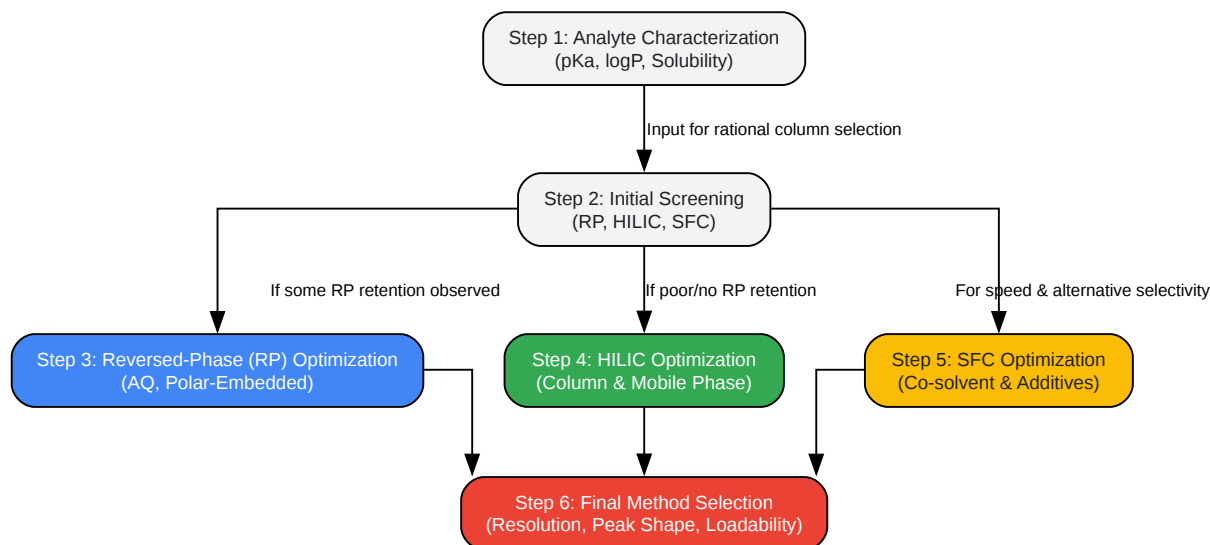 Step 1: Analyte Characterization
(pKa, logP, Solubility)
Input for rational column selection
Step 2: Initial Screening
(RP, HILIC, SFC)
If some RP retention observed
If poor/no RP retention
For speed & alternative selectivity
Step 3: Reversed-Phase (RP) Optimization
(AQ, Polar-Embedded)
Step 4: HILIC Optimization
(Column & Mobile Phase)
Step 5: SFC Optimization
(Co-solvent & Additives)
Step 6: Final Method Selection
(Resolution, Peak Shape, Loadability)